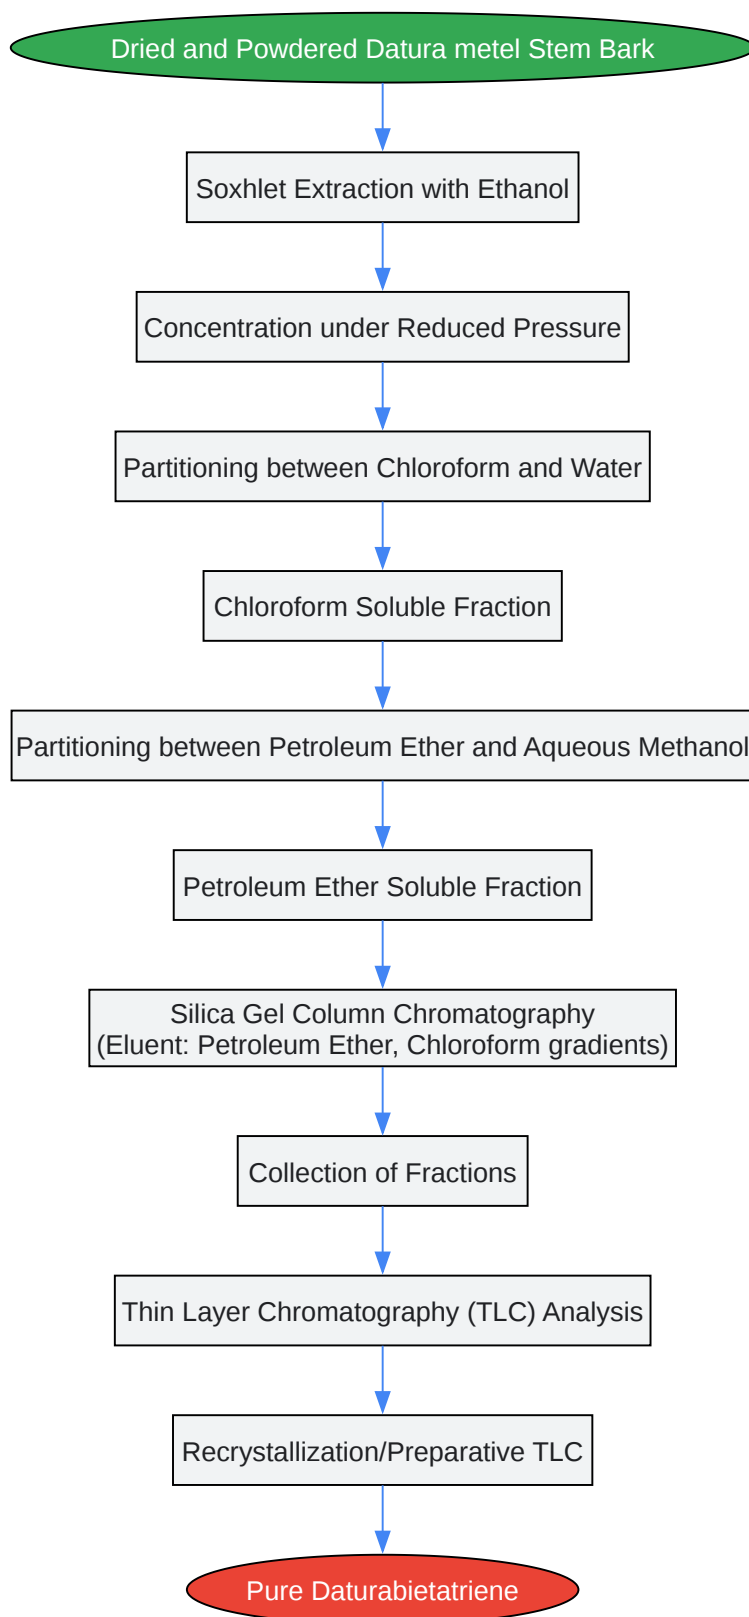 Dried and Powdered Datura metel Stem Bark
Soxhlet Extraction with Ethanol
Concentration under Reduced Pressure
Partitioning between Chloroform and Water
Chloroform Soluble Fraction
Partitioning between Petroleum Ether and Aqueous Methanol
Petroleum Ether Soluble Fraction
Silica Gel Column Chromatography
(Eluent: Petroleum Ether, Chloroform gradients)
Collection of Fractions
Thin Layer Chromatography (TLC) Analysis
Recrystallization/Preparative TLC
Pure Daturabietatriene